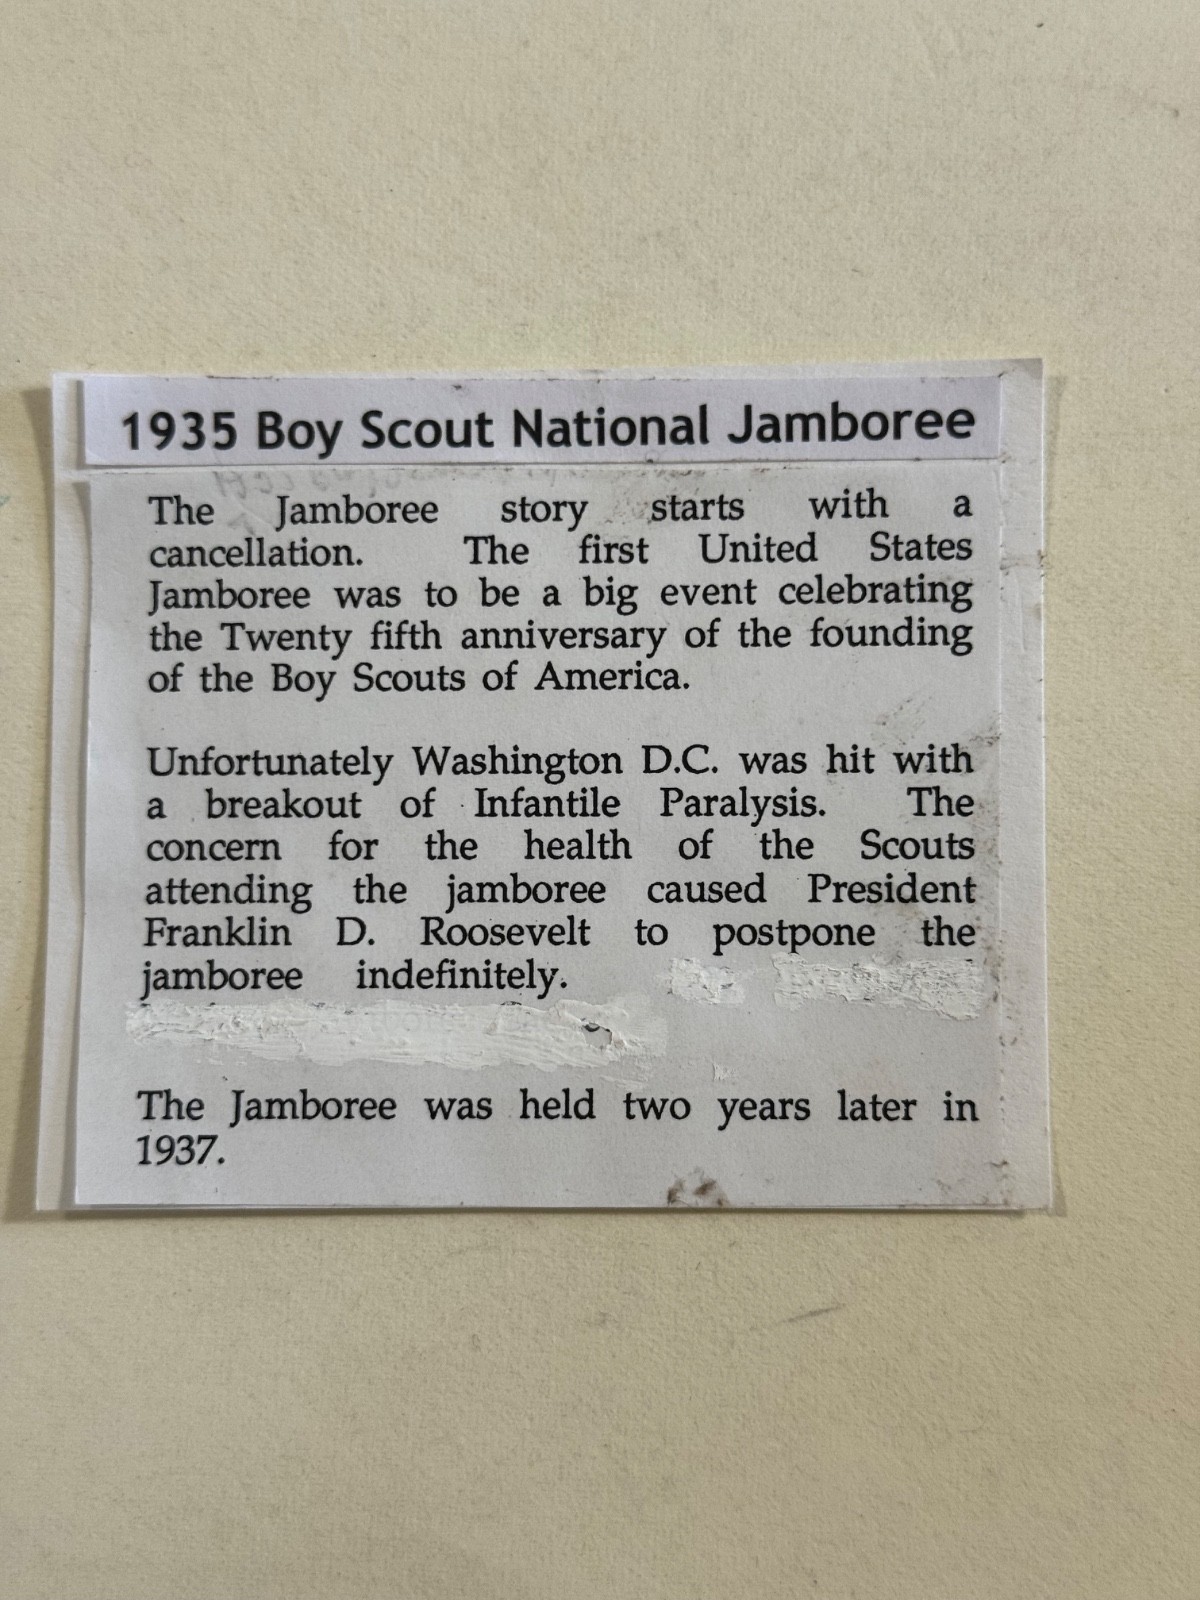 1935 Boy Scout National Jamboree
The Jamboree story starts with a
cancellation. The first United States
Jamboree was to be a big event celebrating
the Twenty fifth anniversary of the founding
of the Boy Scouts of America.
Unfortunately Washington D.C. was hit with
a breakout of Infantile Paralysis. The
concern for the health of the Scouts
attending the jamboree caused President
Franklin D. Roosevelt to postpone the
jamboree indefinitely.
The Jamboree was held two years later in
1937.